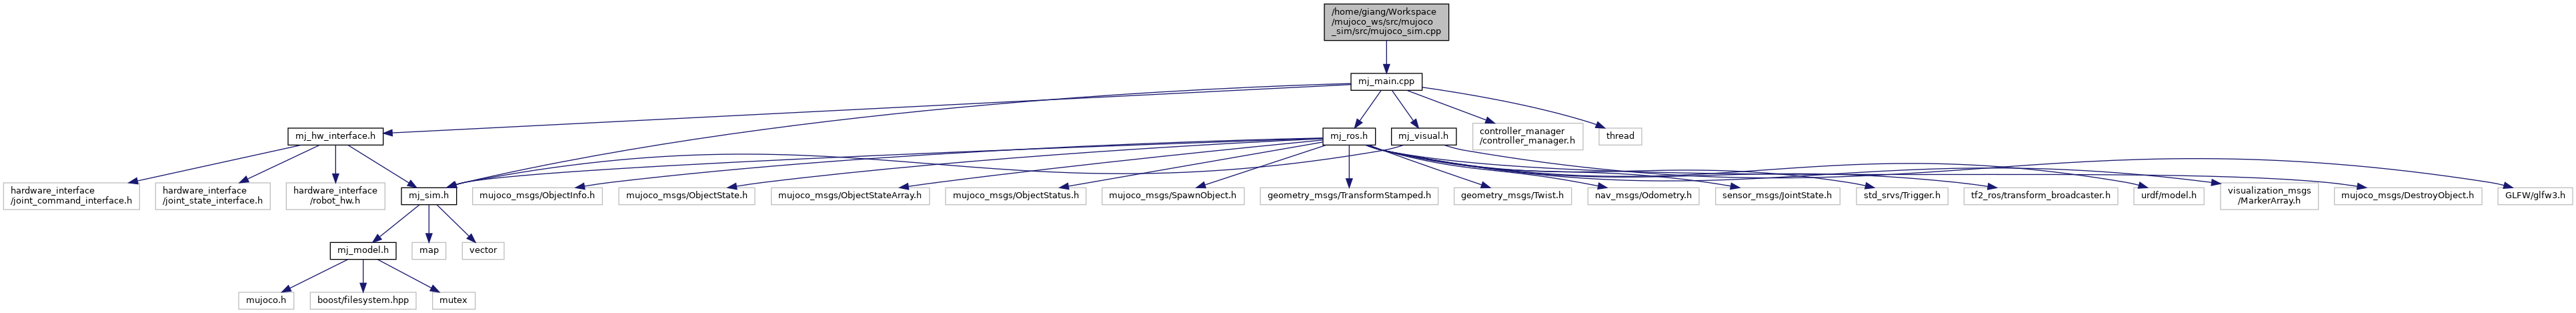 /home/giang/Workspace
/mujoco_ws/src/mujoco
_sim/src/mujoco_sim.cpp
mj_main.cpp
mj_hw_interface.h
mj_ros.h
mj_visual.h
controller_manager
/controller_manager.h
thread
hardware_interface
/joint_command_interface.h
hardware_interface
/joint_state_interface.h
hardware_interface
/robot_hw.h
mj_sim.h
mujoco_msgs/ObjectInfo.h
mujoco_msgs/ObjectState.h
mujoco_msgs/ObjectStateArray.h
mujoco_msgs/ObjectStatus.h
mujoco_msgs/SpawnObject.h
geometry_msgs/TransformStamped.h
geometry_msgs/Twist.h
nav_msgs/Odometry.h
sensor_msgs/JointState.h
std_srvs/Trigger.h
tf2_ros/transform_broadcaster.h
urdf/model.h
visualization_msgs
/MarkerArray.h
mujoco_msgs/DestroyObject.h
GLFW/glfw3.h
mj_model.h
map
vector
mujoco.h
boost/filesystem.hpp
mutex